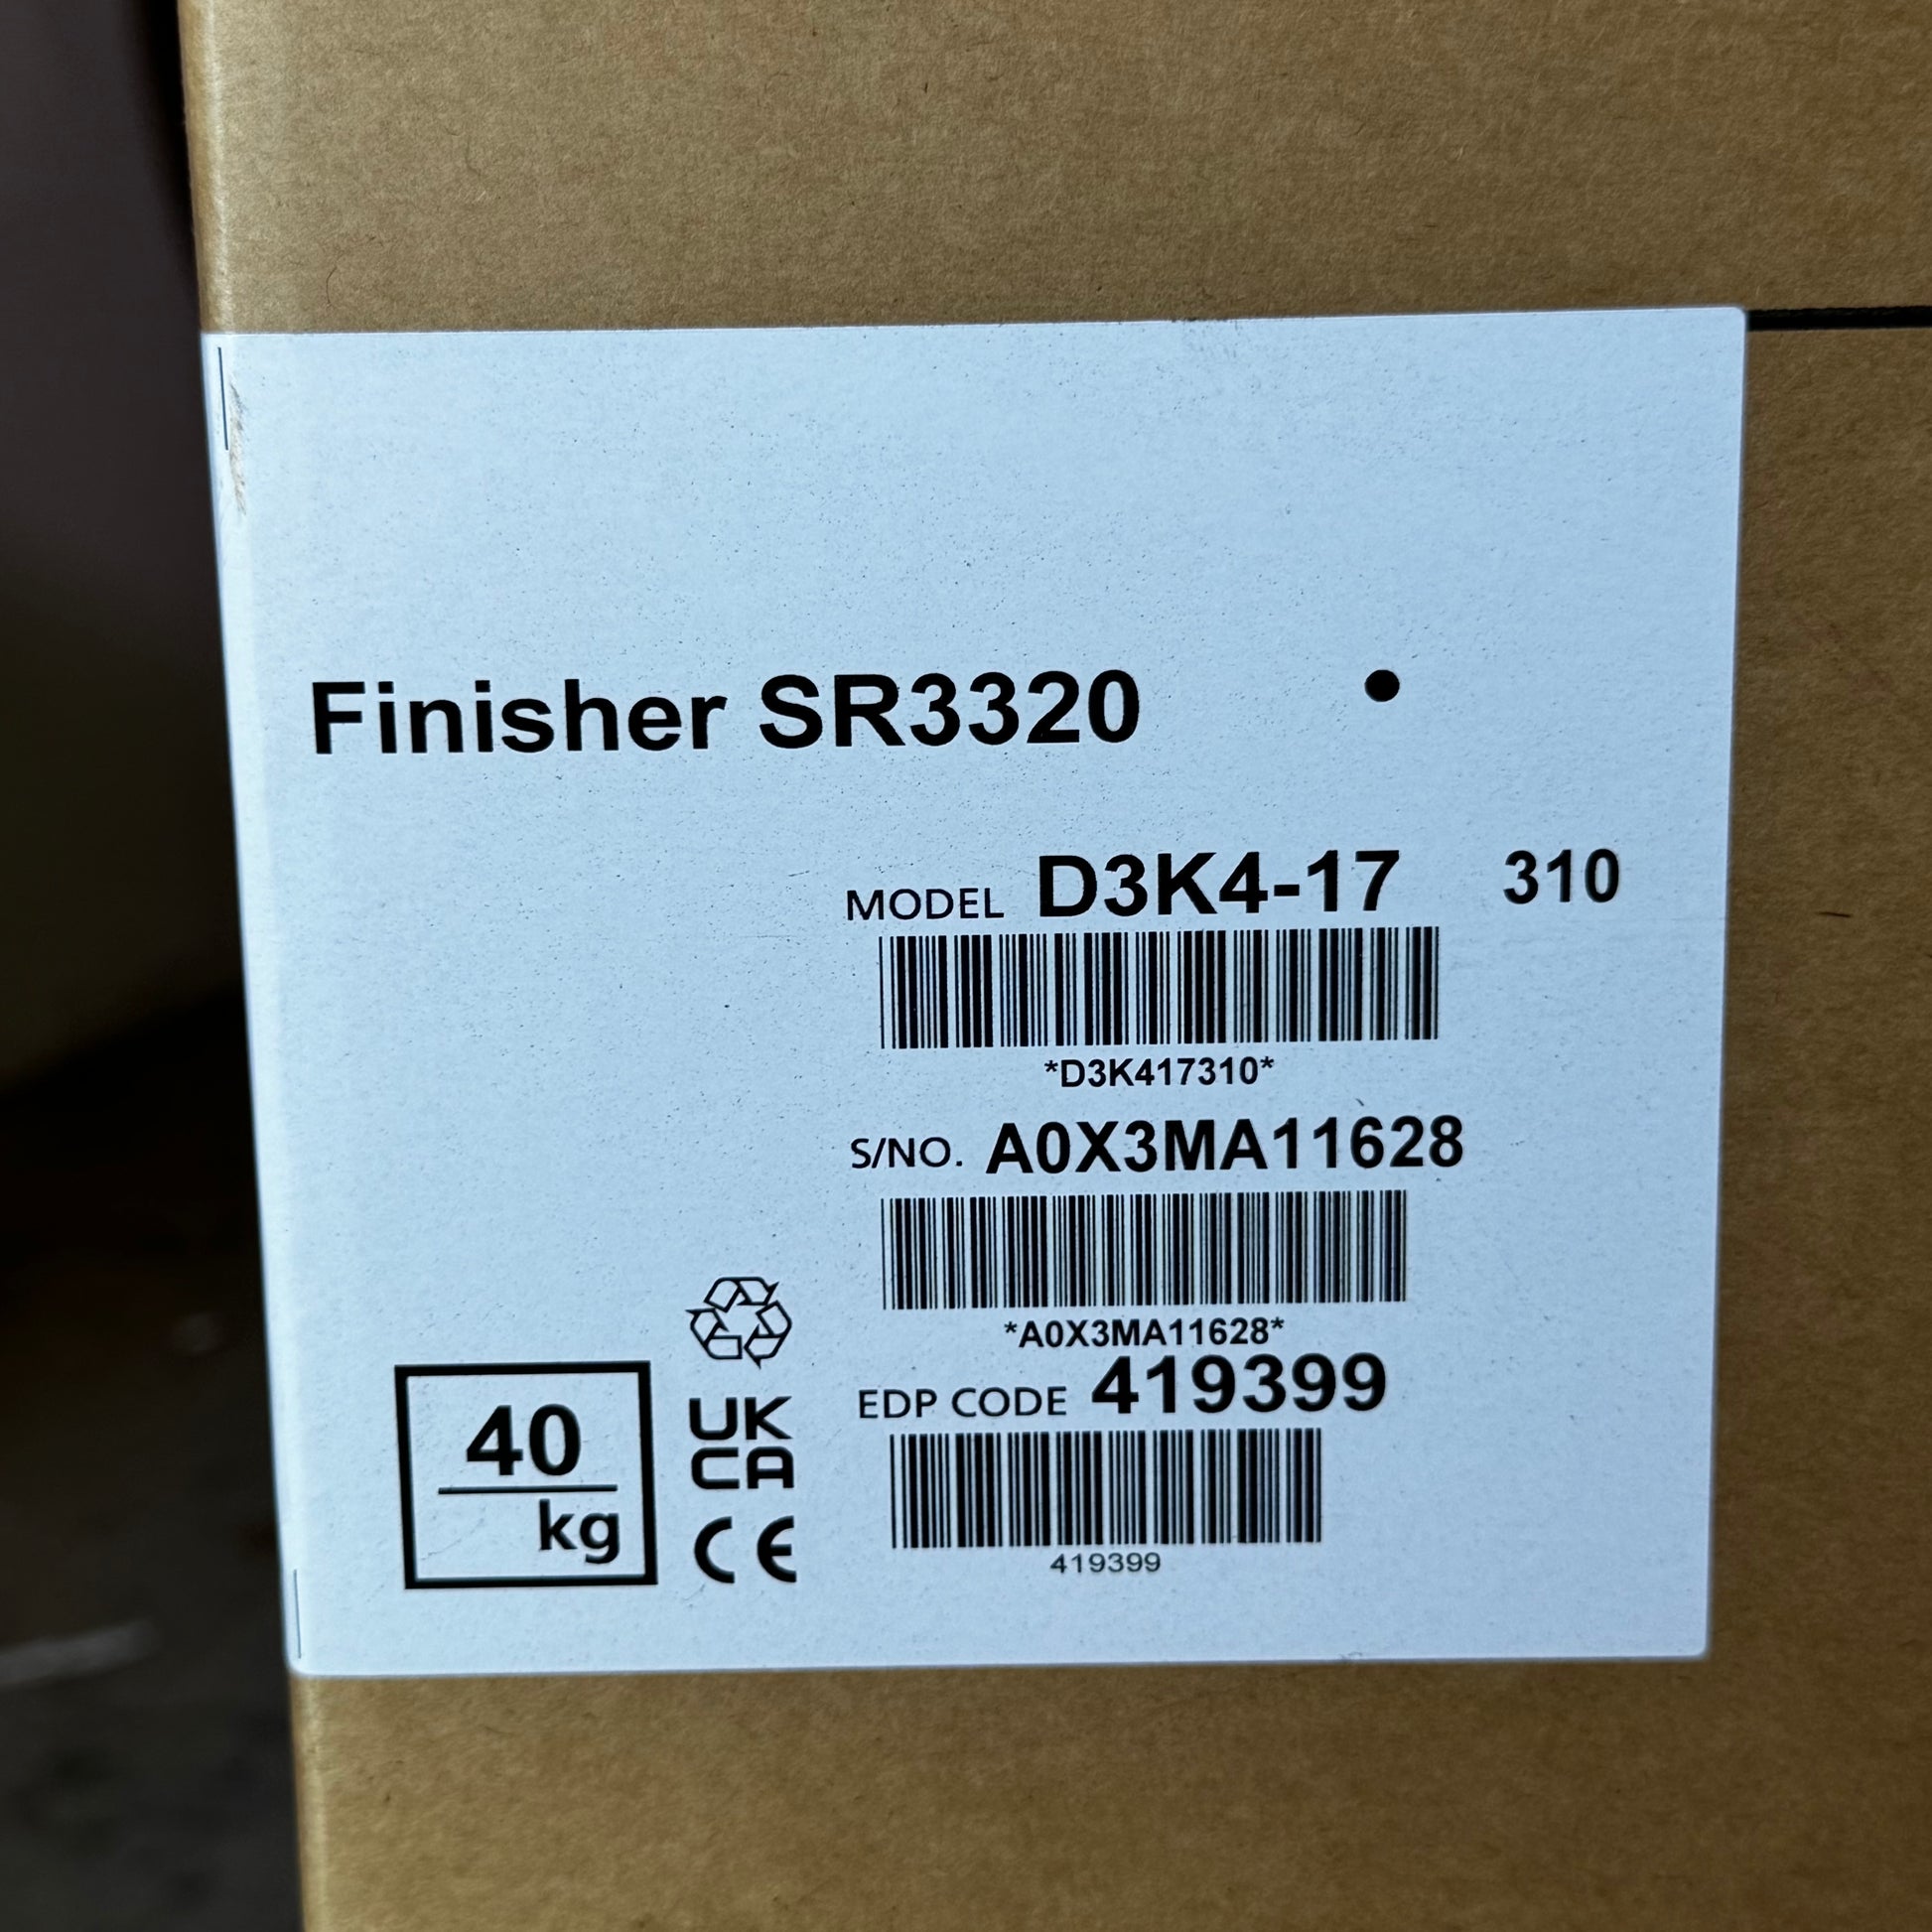 Finisher SR3320
MODEL D3K4-17 310
*D3K417310*
S/NO. A0X3MA11628
*A0X3MA11628*
EDP CODE 419399
419399
40
kg
UK
CA
CE